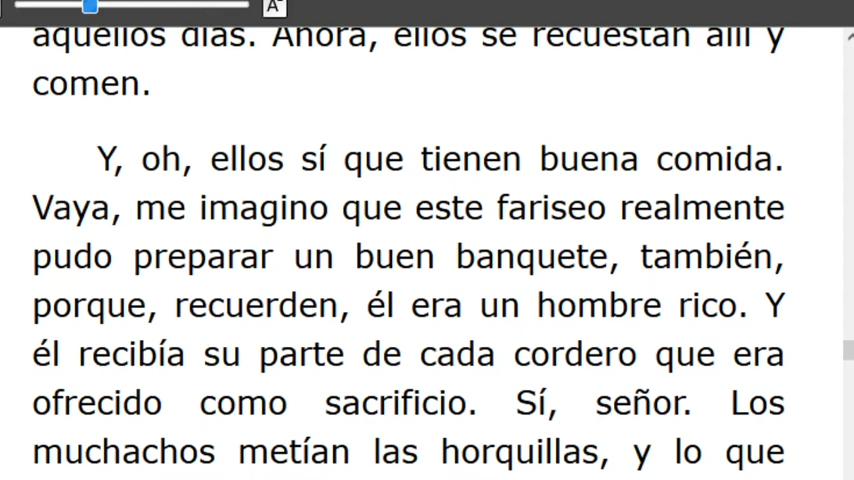 A
aquellos días. Ahora, ellos se recuestan allí y
comen.
Y, oh, ellos sí que tienen buena comida.
Vaya, me imagino que este fariseo realmente
pudo preparar un buen banquete, también,
porque, recuerden, él era un hombre rico. Y
él recibía su parte de cada cordero que era
ofrecido como sacrificio. Sí, señor. Los
muchachos metían las horquillas, y lo que